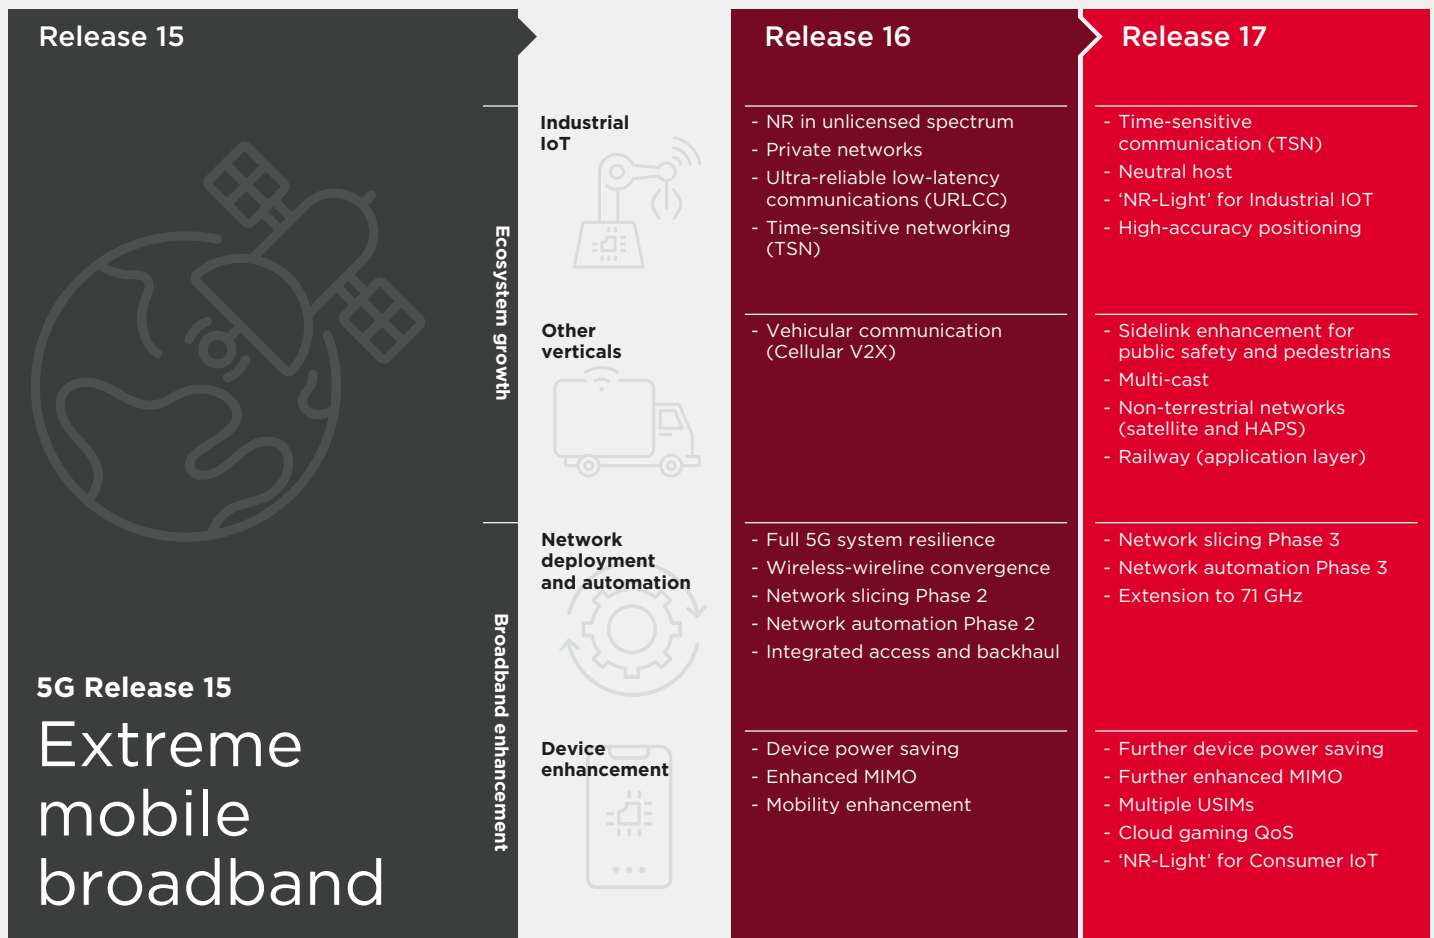 Release 15
Release 16
Release 17
5G Release 15
Extreme
mobile
broadband
Ecosystem growth
Industrial
IoT
- NR in unlicensed spectrum
- Private networks
- Ultra-reliable low-latency
communications (URLCC)
- Time-sensitive networking
(TSN)
- Time-sensitive
communication (TSN)
- Neutral host
- ‘NR-Light’ for Industrial IOT
- High-accuracy positioning
Other
verticals
- Vehicular communication
(Cellular V2X)
- Sidelink enhancement for
public safety and pedestrians
- Multi-cast
- Non-terrestrial networks
(satellite and HAPS)
- Railway (application layer)
Broadband enhancement
Network
deployment
and automation
- Full 5G system resilience
- Wireless-wireline convergence
- Network slicing Phase 2
- Network automation Phase 2
- Integrated access and backhaul
- Network slicing Phase 3
- Network automation Phase 3
- Extension to 71 GHz
Device
enhancement
- Device power saving
- Enhanced MIMO
- Mobility enhancement
- Further device power saving
- Further enhanced MIMO
- Multiple USIMs
- Cloud gaming QoS
- ‘NR-Light’ for Consumer IoT